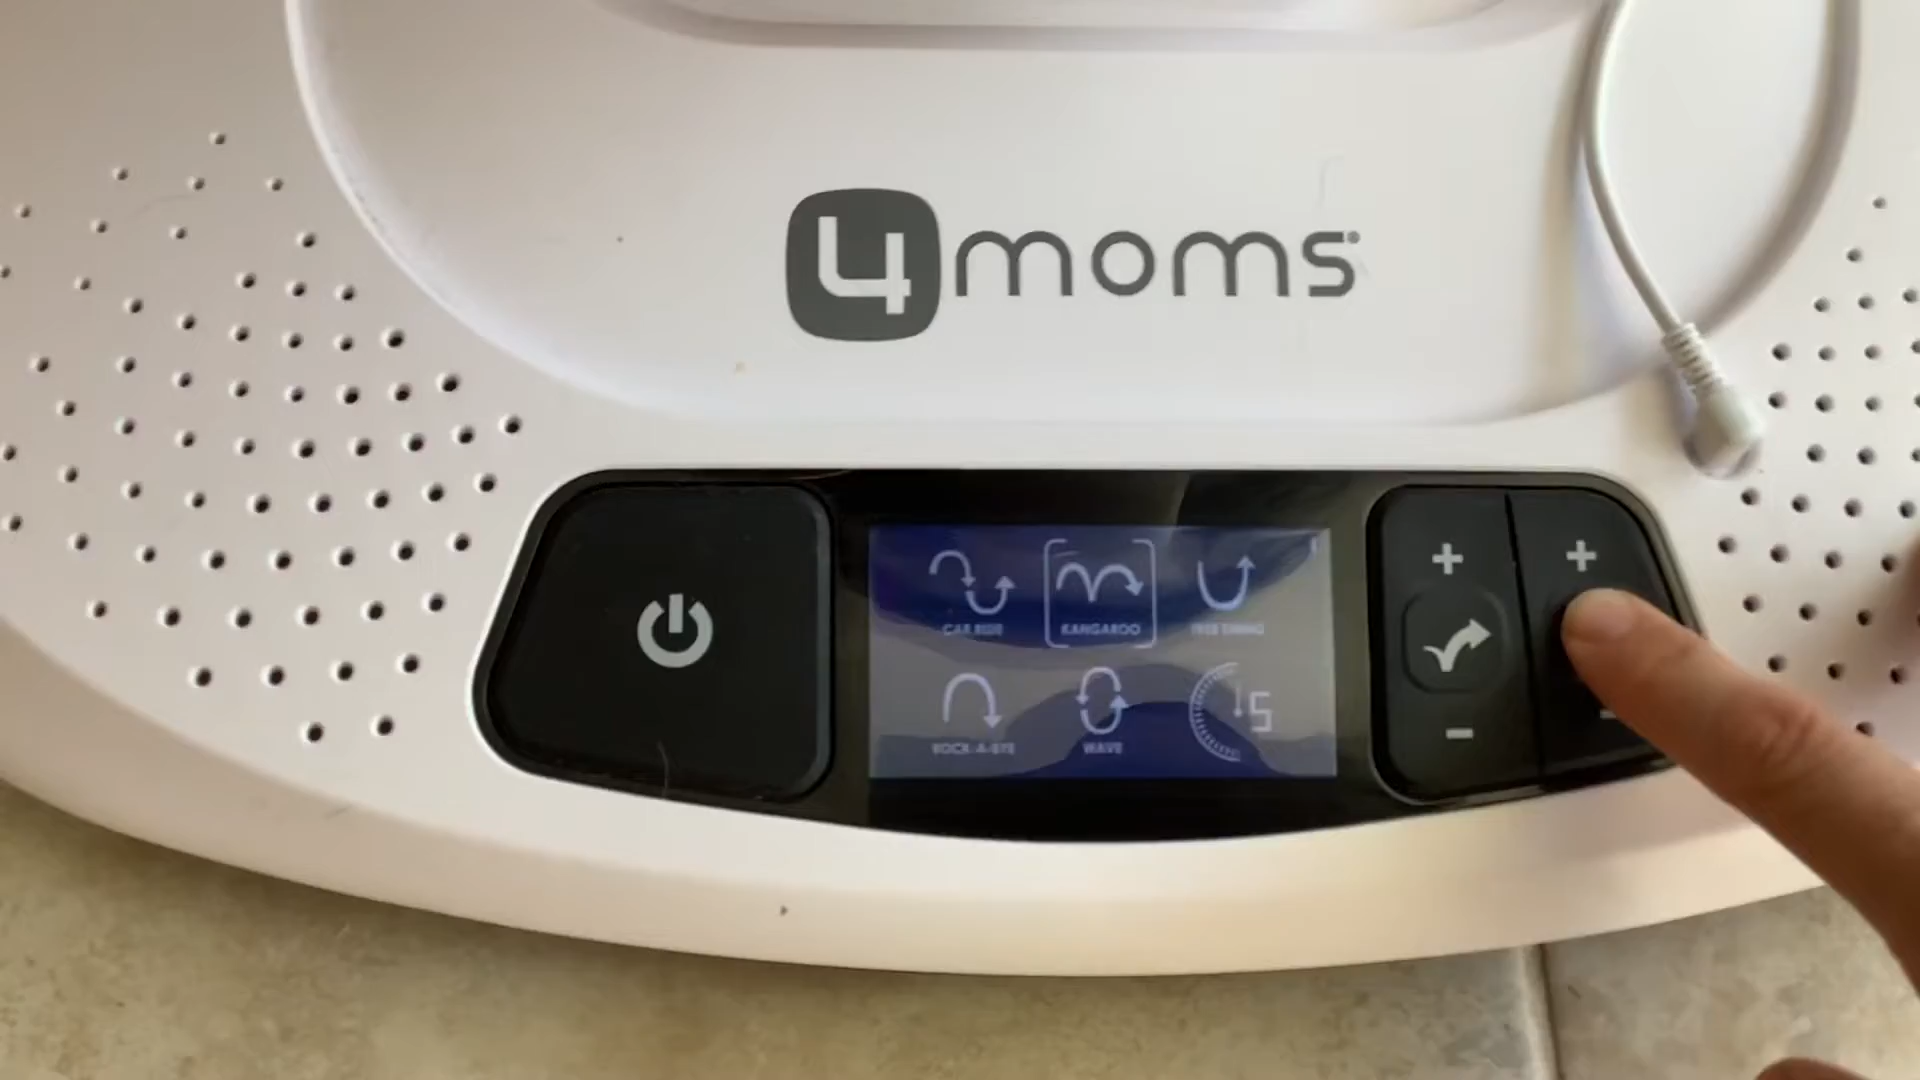 4moms®
CAR RIDE KANGAROO TREE SWING
ROCK-A-BYE WAVE 5
+ +
- -